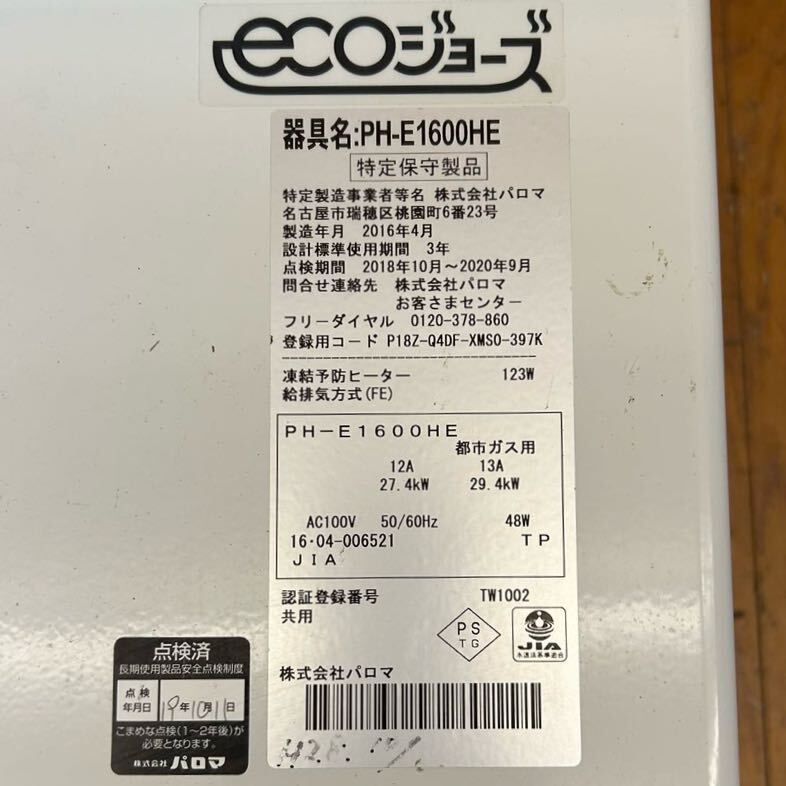 ecoジョーズ
器具名:PH-E1600HE
特定保守製品
特定製造事業者等名 株式会社パロマ
名古屋市瑞穂区桃園町6番23号
製造年月 2016年4月
設計標準使用期間 3年
点検期間 2018年10月～2020年9月
問合せ連絡先 株式会社パロマ
お客さまセンター
フリーダイヤル 0120-378-860
登録用コード P18Z-Q4DF-XMS0-397K
凍結予防ヒーター 123W
給排気方式(FE)
PH-E1600HE
都市ガス用
12A 13A
27.4kW 29.4kW
AC100V 50/60Hz 48W
16・04-006521 TP
JIA
認証登録番号 TW1002
共用
PS
TG
JIA
株式会社パロマ
点検済
長期使用製品安全点検制度
点検
年月日 19年10月1日
こまめな点検(1～2年後)が
必要となります。
株式会社 パロマ